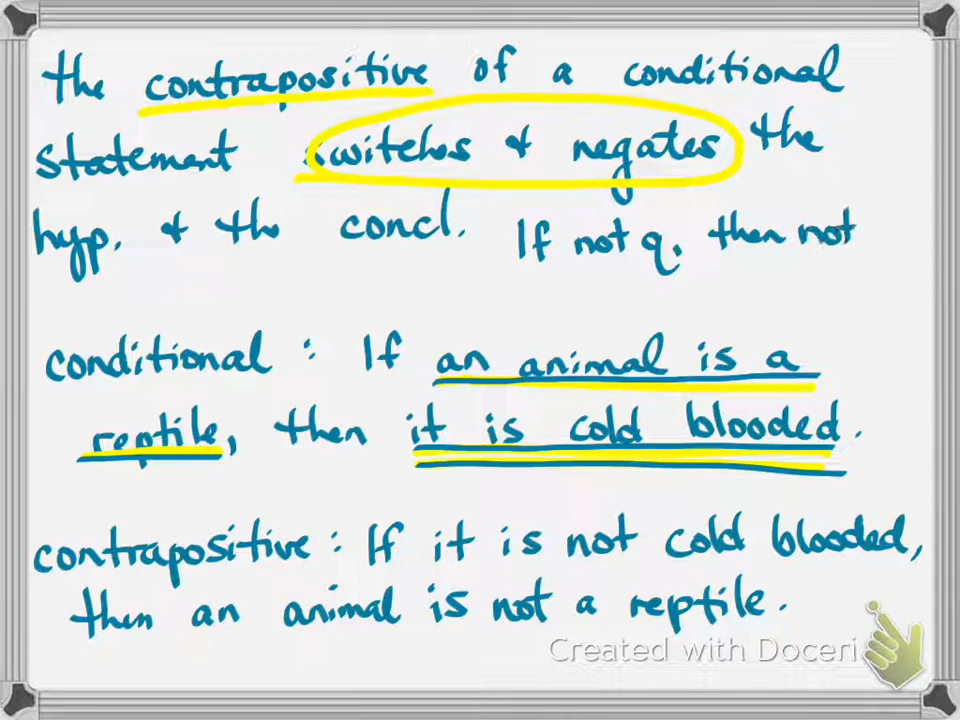 the contrapositive of a conditional
statement switches & negates the
hyp. & the concl. If not q, then not
conditional : If an animal is a
reptile, then it is cold blooded.
contrapositive : If it is not cold blooded,
then an animal is not a reptile.
Created with Doceri